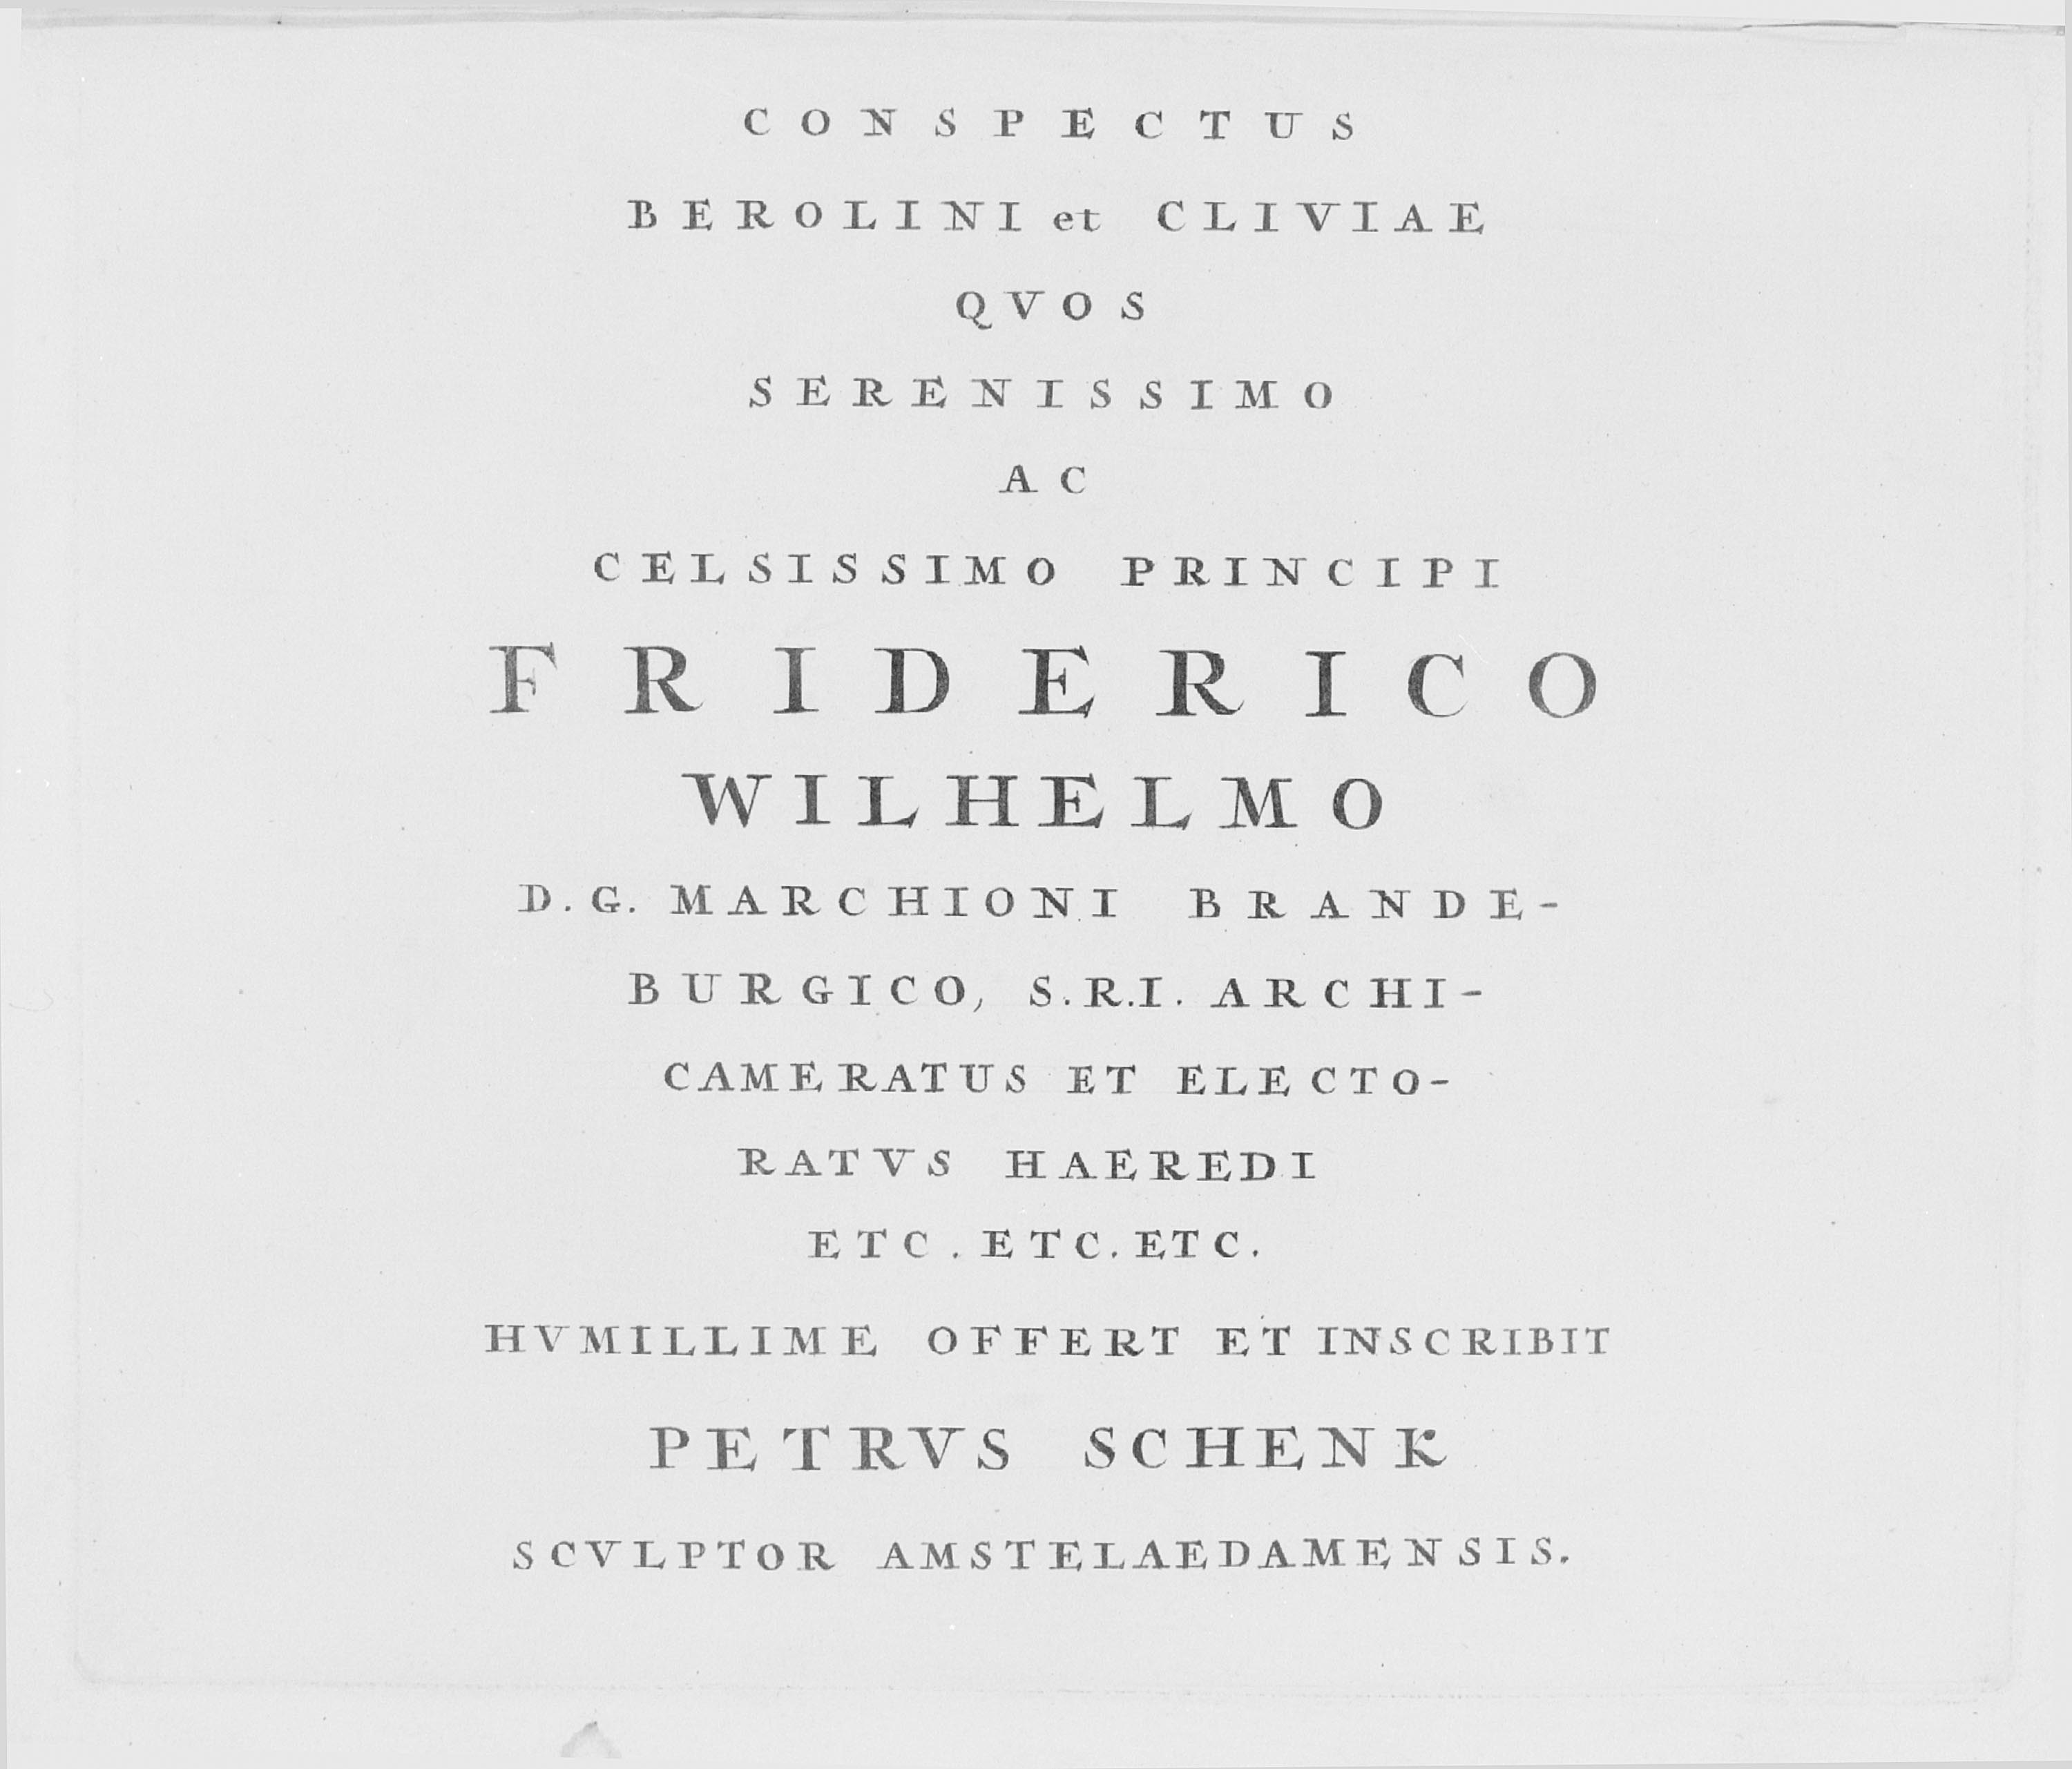 CONSPECTUS
BEROLINI et CLIVIAE
QVOS
SERENISSIMO
AC
CELSISSIMO PRINCIPI
FRIDERICO
WILHELMO
D.G. MARCHIONI BRANDE-
BURGICO, S.R.I. ARCHI-
CAMERATUS ET ELECTO-
RATVS HAEREDI
ETC. ETC. ETC.
HVMILLIME OFFERT ET INSCRIBIT
PETRVS SCHENK
SCVLPTOR AMSTELAEDAMENSIS.